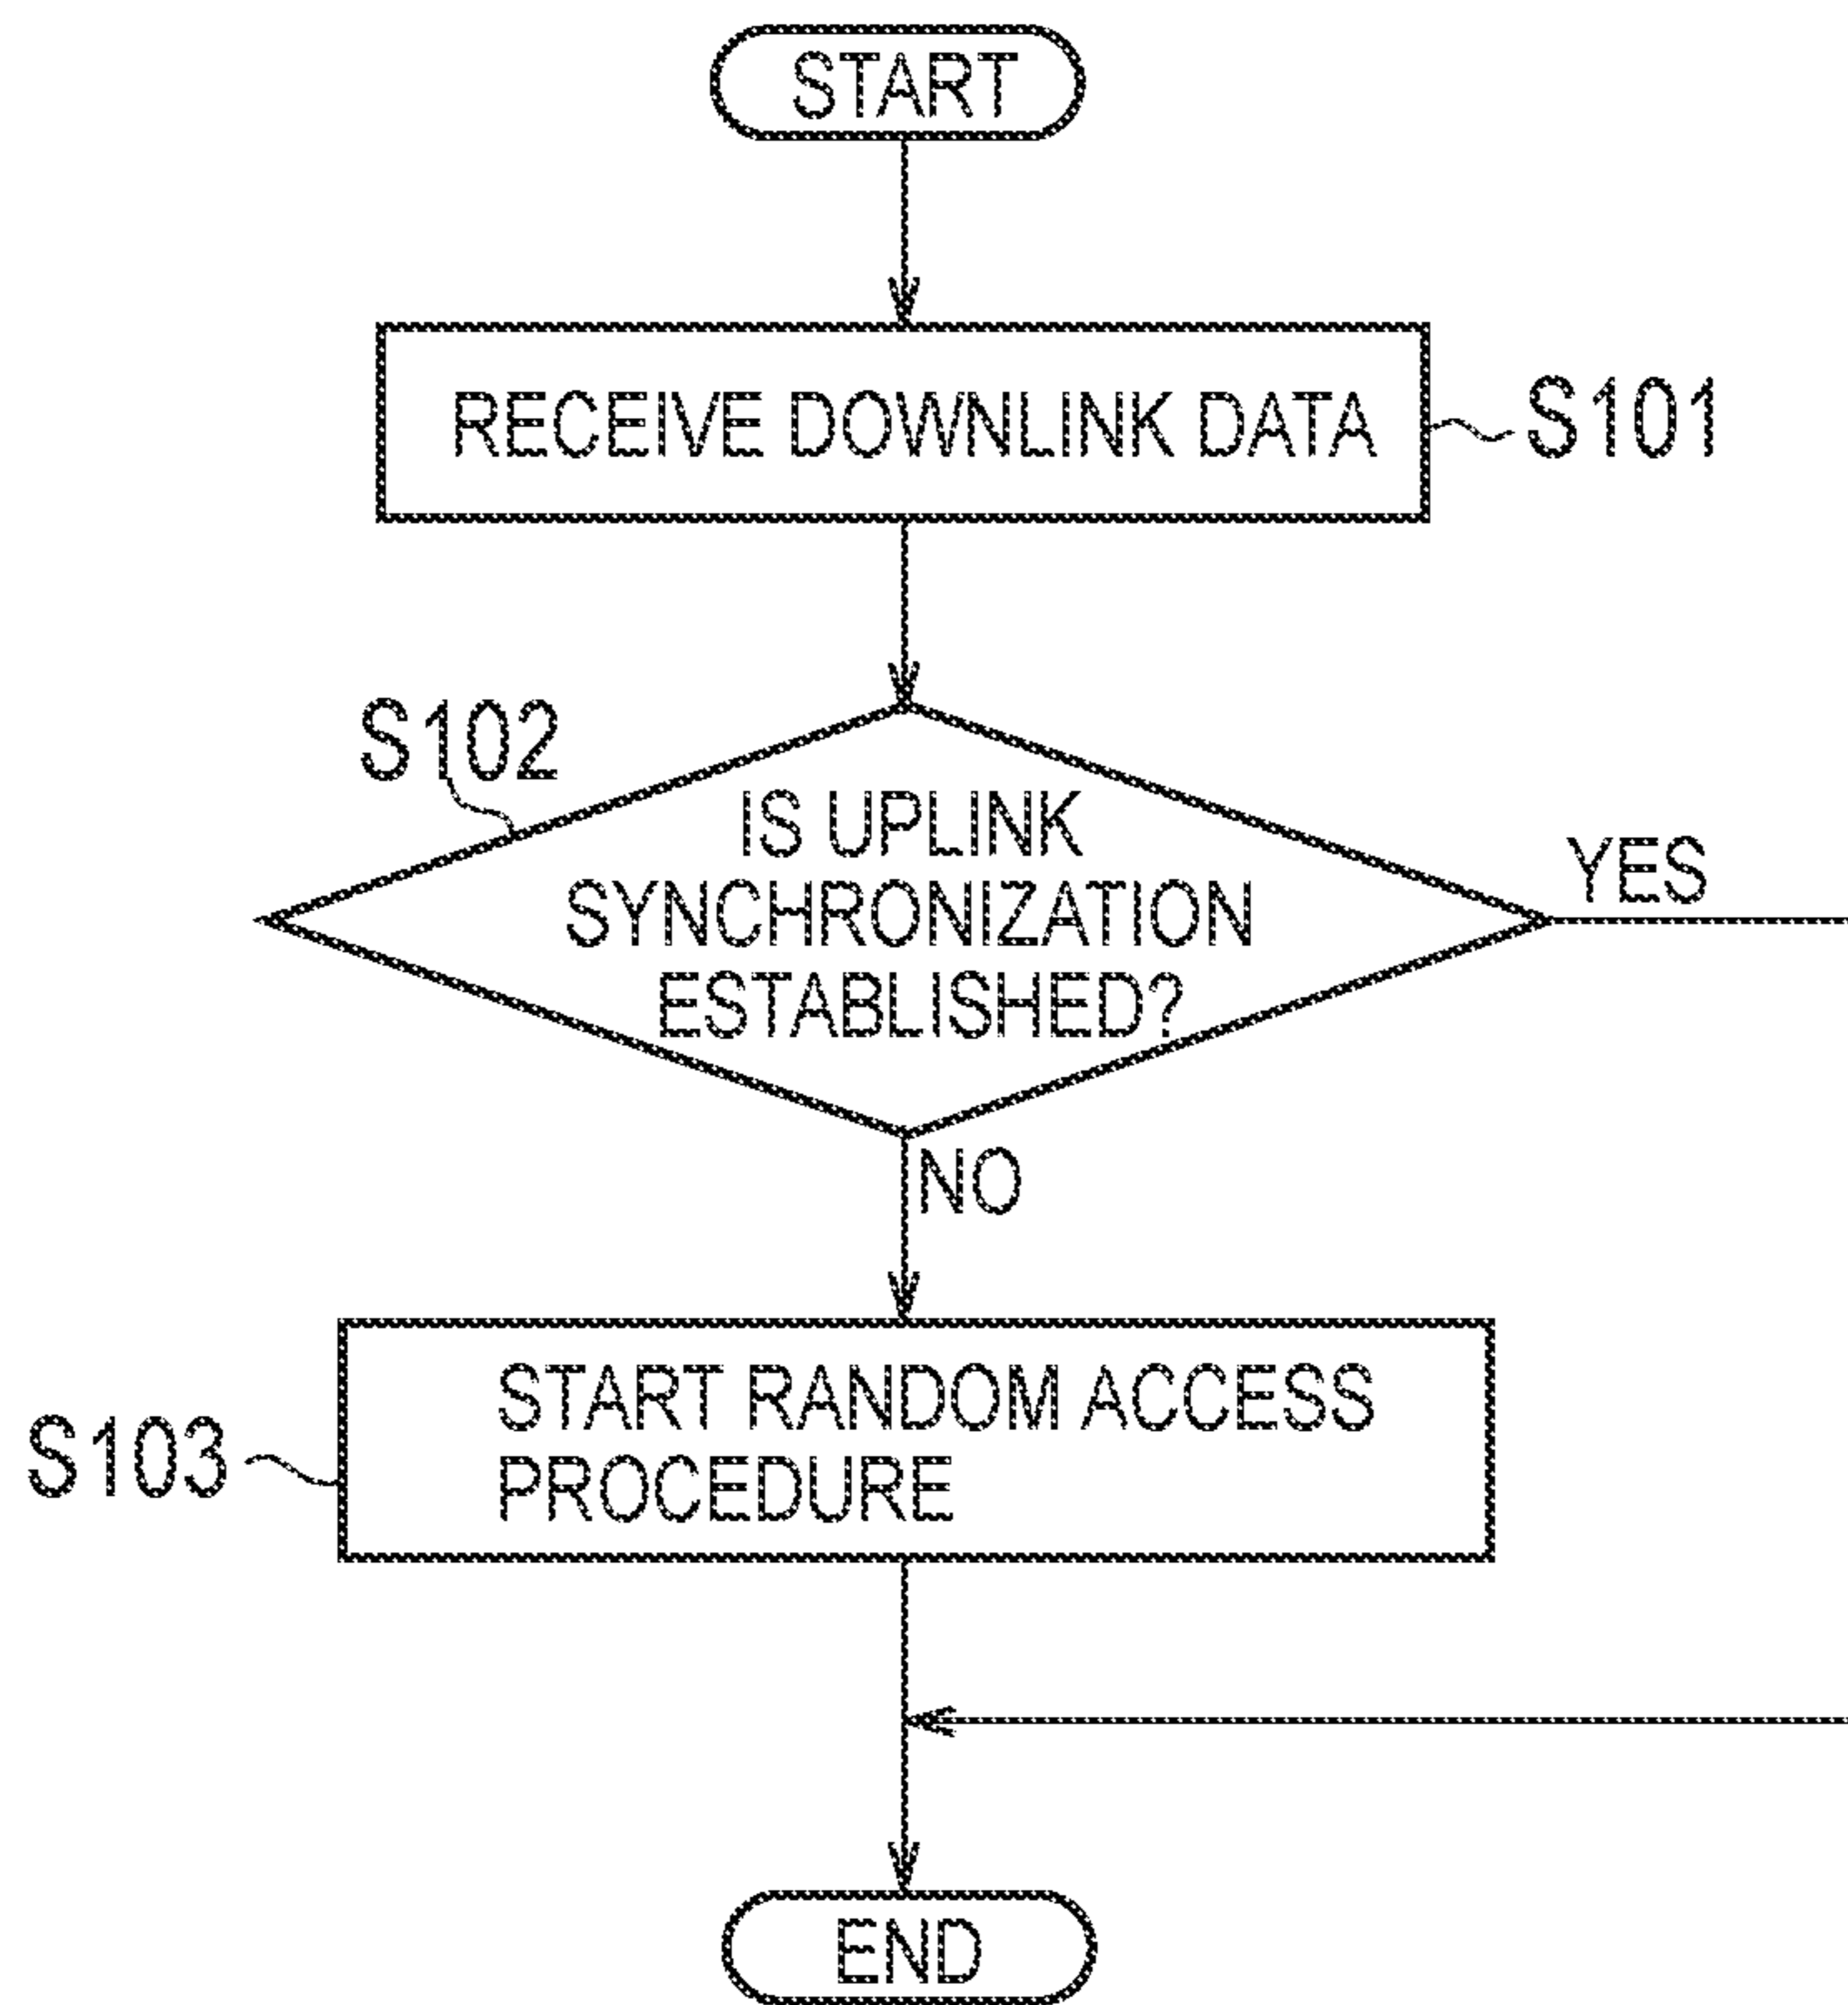 START
RECEIVE DOWNLINK DATA
S101
S102
IS UPLINK
SYNCHRONIZATION
ESTABLISHED?
YES
NO
START RANDOM ACCESS
PROCEDURE
S103
END